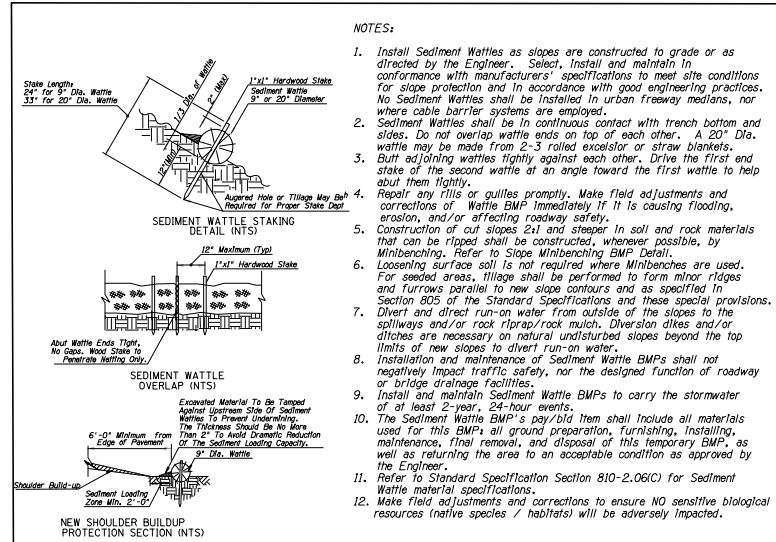 Stake Length:
24" for 9" Dia. Wattle
33" for 20" Dia. Wattle
1/3 Dia. of Wattle
2" (Max)
1"x1" Hardwood Stake
Sediment Wattle
9" or 20" Diameter
12"(Min)
Augered Hole or Tillage May Be
Required for Proper Stake Depth
SEDIMENT WATTLE STAKING
DETAIL (NTS)
12" Maximum (Typ)
1"x1" Hardwood Stake
Abut Wattle Ends Tight,
No Gaps. Wood Stake to
Penetrate Netting Only.
SEDIMENT WATTLE
OVERLAP (NTS)
Excavated Material To Be Tamped
Against Upstream Side Of Sediment
Wattles To Prevent Undermining.
The Thickness Should Be No More
Than 2" To Avoid Dramatic Reduction
Of The Sediment Loading Capacity.
6'-0" Minimum from
Edge of Pavement
9" Dia. Wattle
Shoulder Build-up
Sediment Loading
Zone Min. 2'-0"
NEW SHOULDER BUILDUP
PROTECTION SECTION (NTS)
NOTES:
1. Install Sediment Wattles as slopes are constructed to grade or as
directed by the Engineer. Select, install and maintain in
conformance with manufacturers' specifications to meet site conditions
for slope protection and in accordance with good engineering practices.
No Sediment Wattles shall be installed in urban freeway medians, nor
where cable barrier systems are employed.
2. Sediment Wattles shall be in continuous contact with trench bottom and
sides. Do not overlap wattle ends on top of each other. A 20" Dia.
wattle may be made from 2-3 rolled excelsior or straw blankets.
3. Butt adjoining wattles tightly against each other. Drive the first end
stake of the second wattle at an angle toward the first wattle to help
abut them tightly.
4. Repair any rills or gullies promptly. Make field adjustments and
corrections of Wattle BMP immediately if it is causing flooding,
erosion, and/or affecting roadway safety.
5. Construction of cut slopes 2:1 and steeper in soil and rock materials
that can be ripped shall be constructed, whenever possible, by
Minibenching. Refer to Slope Minibenching BMP Detail.
6. Loosening surface soil is not required where Minibenches are used.
For seeded areas, tillage shall be performed to form minor ridges
and furrows parallel to new slope contours and as specified in
Section 805 of the Standard Specifications and these special provisions.
7. Divert and direct run-on water from outside of the slopes to the
spillways and/or rock riprap/rock mulch. Diversion dikes and/or
ditches are necessary on natural undisturbed slopes beyond the top
limits of new slopes to divert run-on water.
8. Installation and maintenance of Sediment Wattle BMPs shall not
negatively impact traffic safety, nor the designed function of roadway
or bridge drainage facilities.
9. Install and maintain Sediment Wattle BMPs to carry the stormwater
of at least 2-year, 24-hour events.
10. The Sediment Wattle BMP's pay/bid item shall include all materials
used for this BMP: all ground preparation, furnishing, installing,
maintenance, final removal, and disposal of this temporary BMP, as
well as returning the area to an acceptable condition as approved by
the Engineer.
11. Refer to Standard Specification Section 810-2.06(C) for Sediment
Wattle material specifications.
12. Make field adjustments and corrections to ensure NO sensitive biological
resources (native species / habitats) will be adversely impacted.